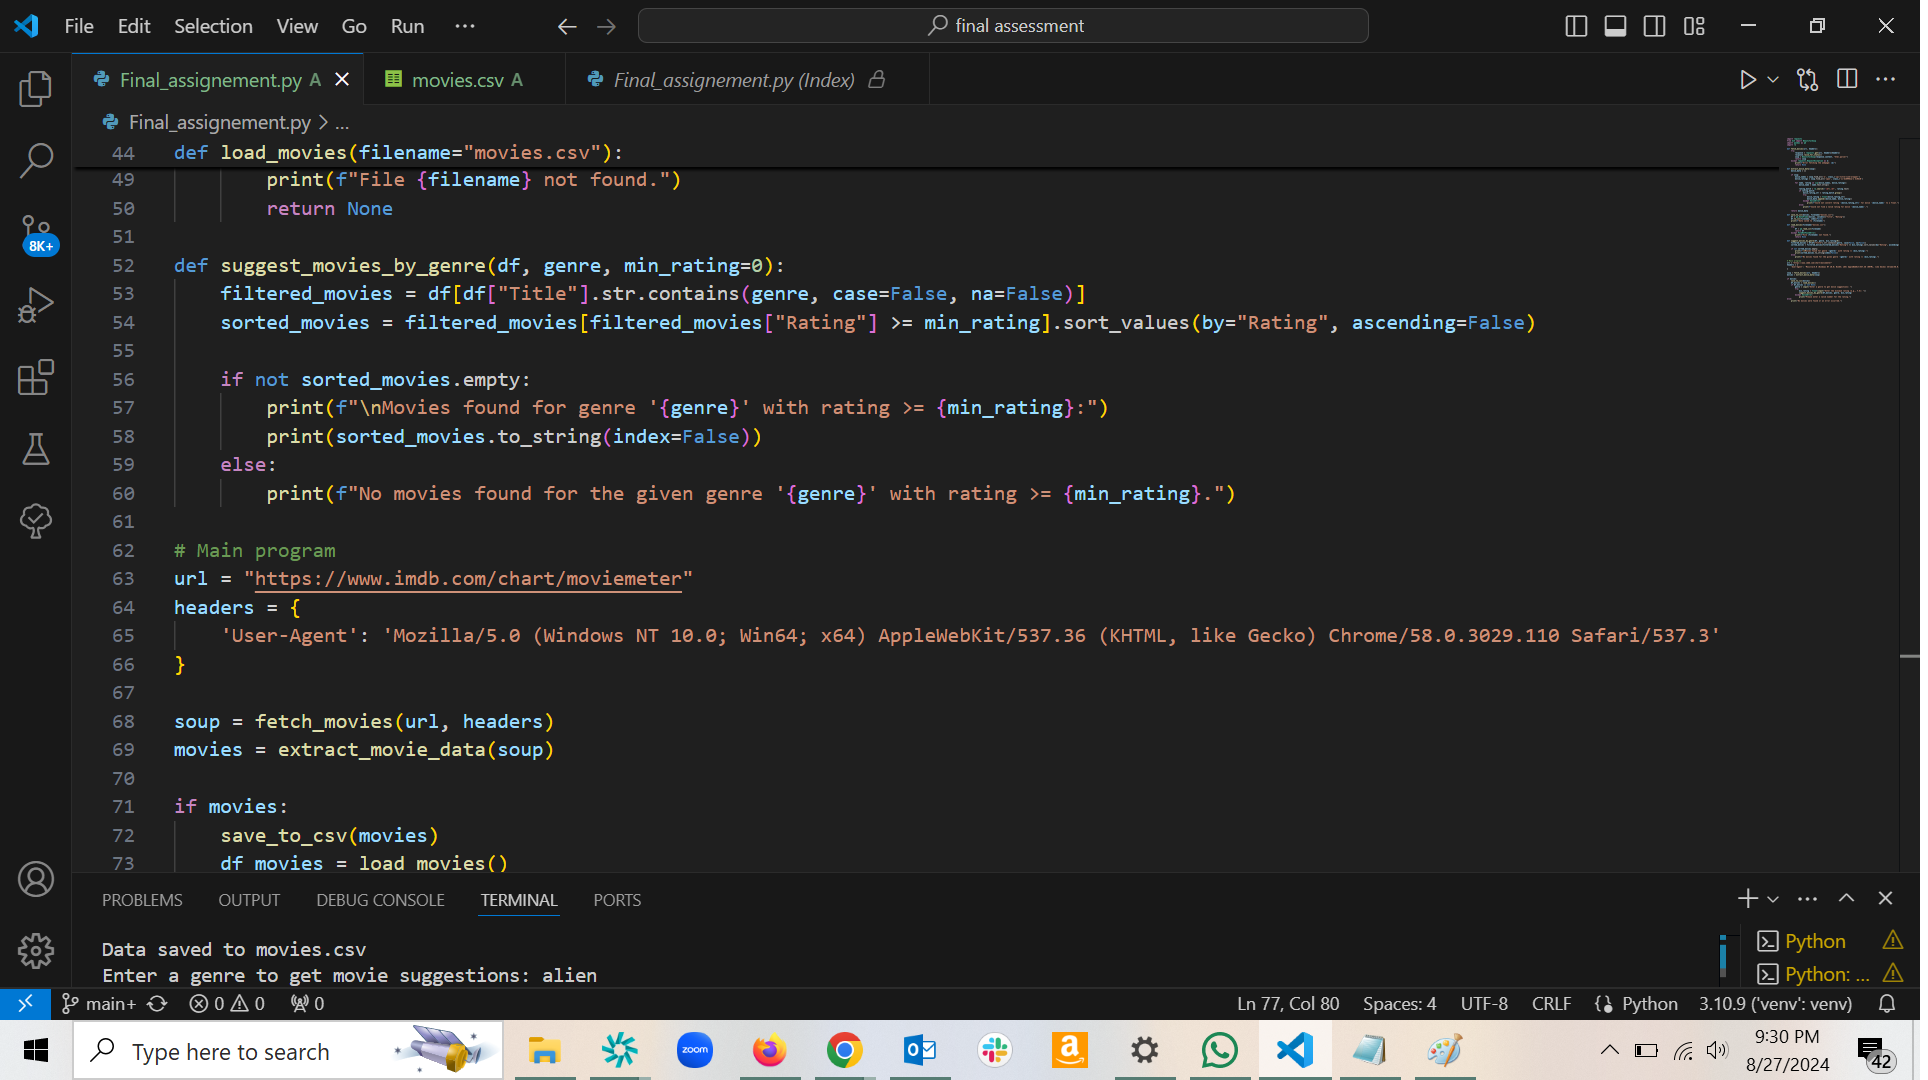 File Edit Selection View Go Run ... final assessment
Final_assignement.py A movies.csv A Final_assignement.py (Index)
Final_assignement.py > ...
44 def load_movies(filename="movies.csv"):
49 print(f"File {filename} not found.")
50 return None
51
52 def suggest_movies_by_genre(df, genre, min_rating=0):
53 filtered_movies = df[df["Title"].str.contains(genre, case=False, na=False)]
54 sorted_movies = filtered_movies[filtered_movies["Rating"] >= min_rating].sort_values(by="Rating", ascending=False)
55
56 if not sorted_movies.empty:
57 print(f"\nMovies found for genre '{genre}' with rating >= {min_rating}:")
58 print(sorted_movies.to_string(index=False))
59 else:
60 print(f"No movies found for the given genre '{genre}' with rating >= {min_rating}.")
61
62 # Main program
63 url = "https://www.imdb.com/chart/moviemeter"
64 headers = {
65 'User-Agent': 'Mozilla/5.0 (Windows NT 10.0; Win64; x64) AppleWebKit/537.36 (KHTML, like Gecko) Chrome/58.0.3029.110 Safari/537.3'
66 }
67
68 soup = fetch_movies(url, headers)
69 movies = extract_movie_data(soup)
70
71 if movies:
72 save_to_csv(movies)
73 df_movies = load_movies()
8K+
PROBLEMS OUTPUT DEBUG CONSOLE TERMINAL PORTS
Data saved to movies.csv
Enter a genre to get movie suggestions: alien
Python
Python: ...
main+ 0 0 0 Ln 77, Col 80 Spaces: 4 UTF-8 CRLF Python 3.10.9 ('venv': venv)
Type here to search
zoom
9:30 PM
8/27/2024
42